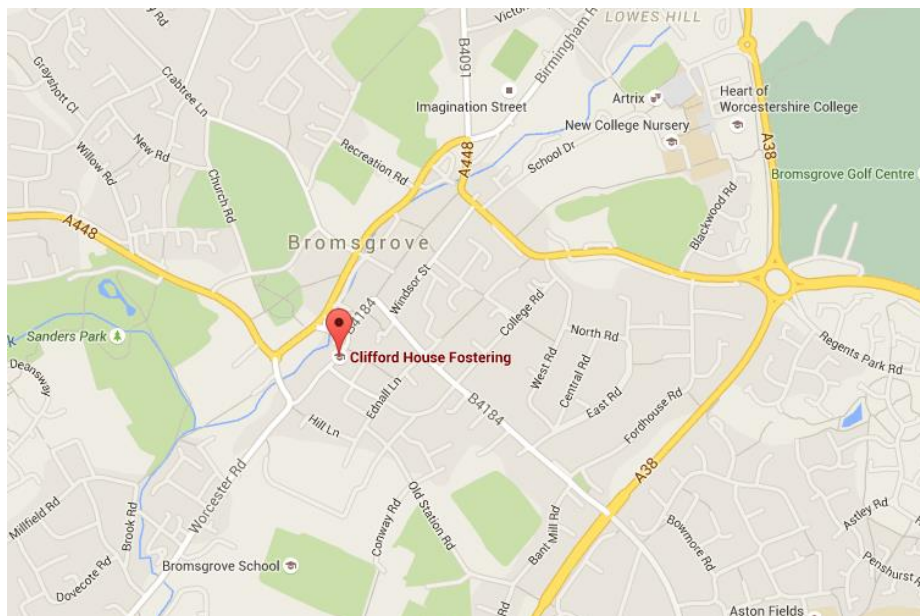 LOWES HILL
B4091
Grayshott Cl
Crabtree Ln
Imagination Street
Artrix
Heart of
Worcestershire College
New College Nursery
A38
New Rd
Willow Rd
Recreation Rd
A448
School Dr
Church Rd
Bromsgrove Golf Centre
Blackwood Rd
A448
Bromsgrove
Windsor St
B4184
College Rd
North Rd
Sanders Park
Clifford House Fostering
Regents Park Rd
Deansway
West Rd
Central Rd
Ednall Ln
East Rd
B4184
Fordhouse Rd
Hill Ln
Worcester Rd
A38
Old Station Rd
Millfield Rd
Brook Rd
Conway Rd
Bant Mill Rd
Bowmore Rd
Astley Rd
Bromsgrove School
Dovecote Rd
Aston Fields